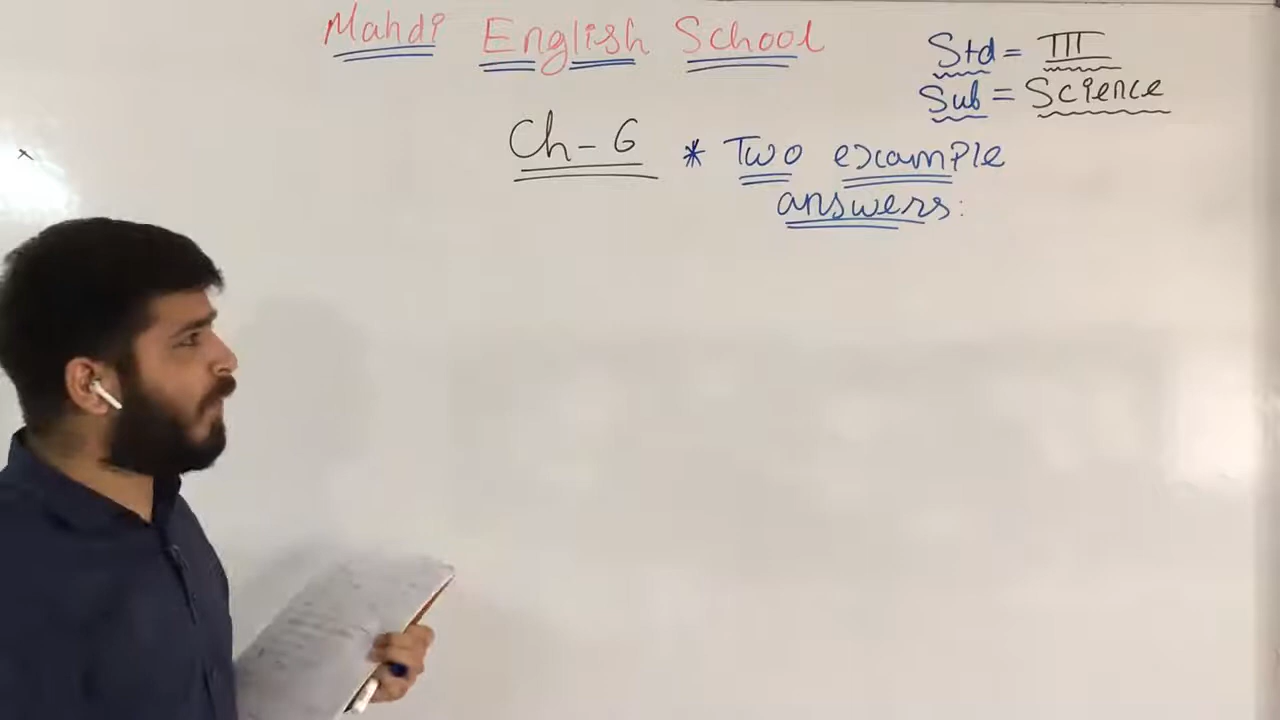 Mahdi English School
Std = III
Sub = Science
Ch - 6 * Two example
answers: